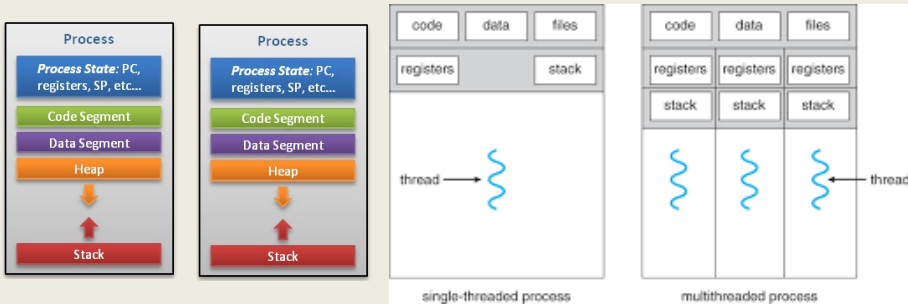 Process
Process State: PC,
registers, SP, etc...
Code Segment
Data Segment
Heap
Stack
Process
Process State: PC,
registers, SP, etc...
Code Segment
Data Segment
Heap
Stack
code data files
registers stack
thread
single-threaded process
code data files
registers registers registers
stack stack stack
thread
multithreaded process